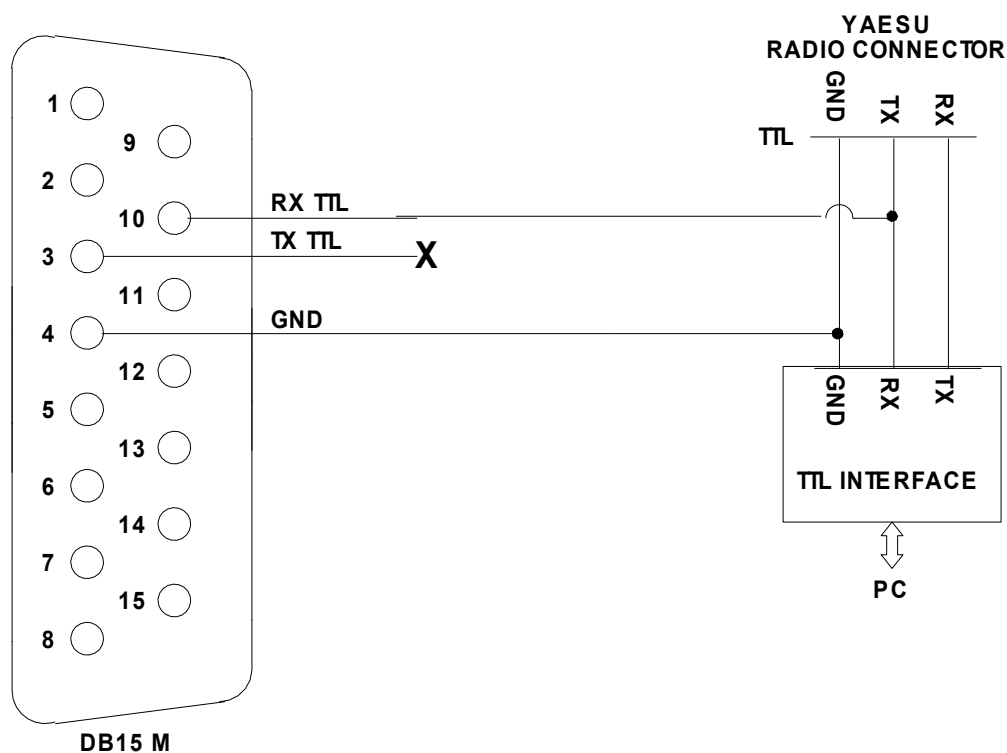 YAESU
RADIO CONNECTOR
GND TX RX
TTL
1
9
2
10
RX TTL
3
TX TTL
X
11
4
GND
12
GND RX TX
5
13
TTL INTERFACE
6
14
7
PC
15
8
DB15 M